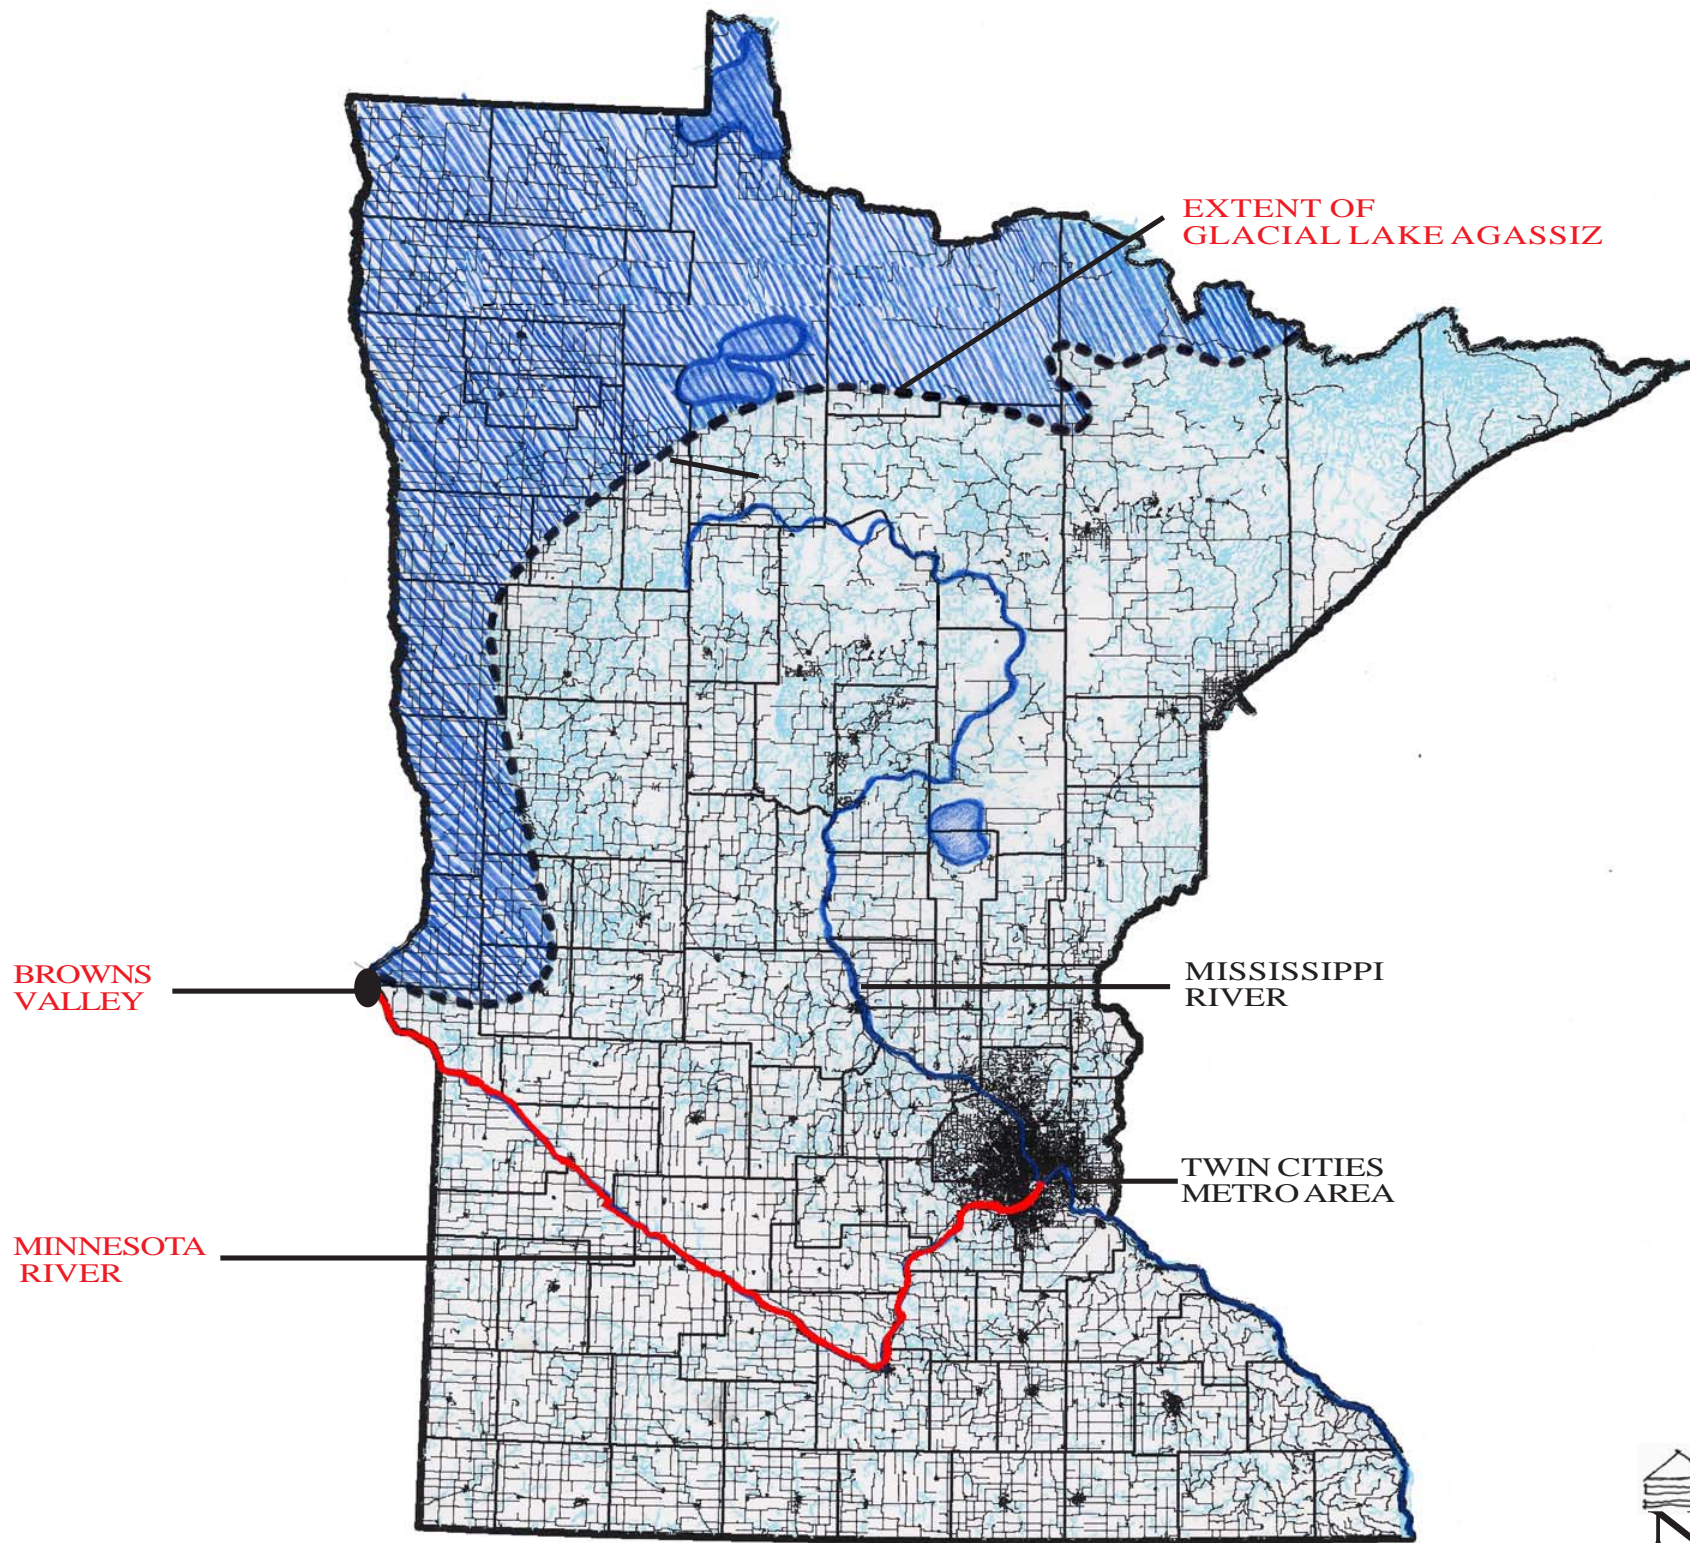 EXTENT OF
GLACIAL LAKE AGASSIZ
BROWNS
VALLEY
MISSISSIPPI
RIVER
TWIN CITIES
METRO AREA
MINNESOTA
RIVER
N